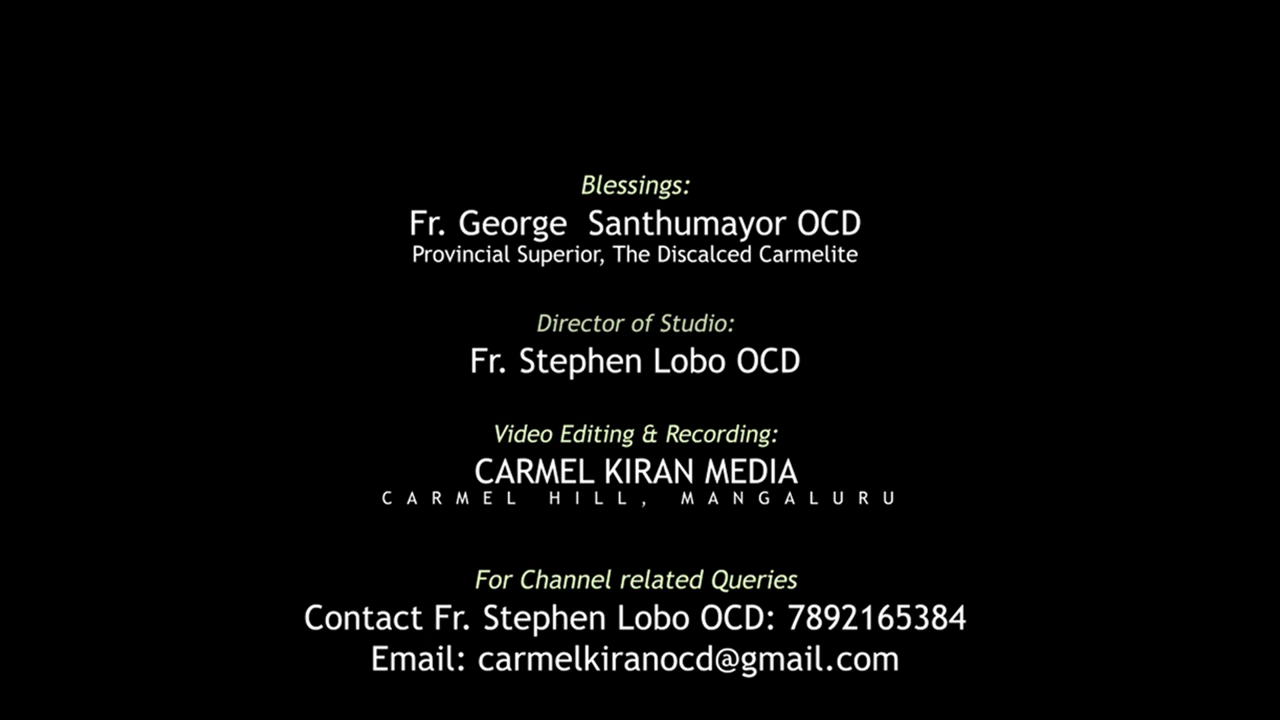 Blessings:
Fr. George Santhumayor OCD
Provincial Superior, The Discalced Carmelite
Director of Studio:
Fr. Stephen Lobo OCD
Video Editing & Recording:
CARMEL KIRAN MEDIA
CARMEL HILL, MANGALURU
For Channel related Queries
Contact Fr. Stephen Lobo OCD: 7892165384
Email: carmelkiranocd@gmail.com